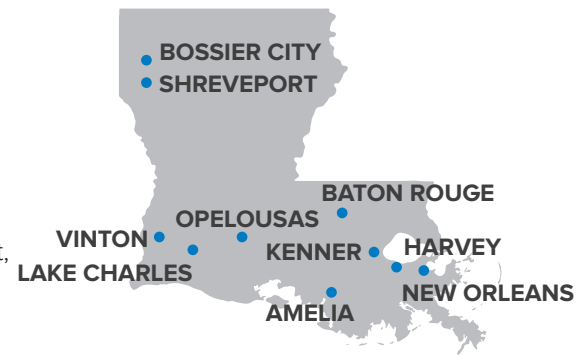 BOSSIER CITY
SHREVEPORT
BATON ROUGE
OPELOUSAS
VINTON
KENNER
HARVEY
LAKE CHARLES
NEW ORLEANS
AMELIA